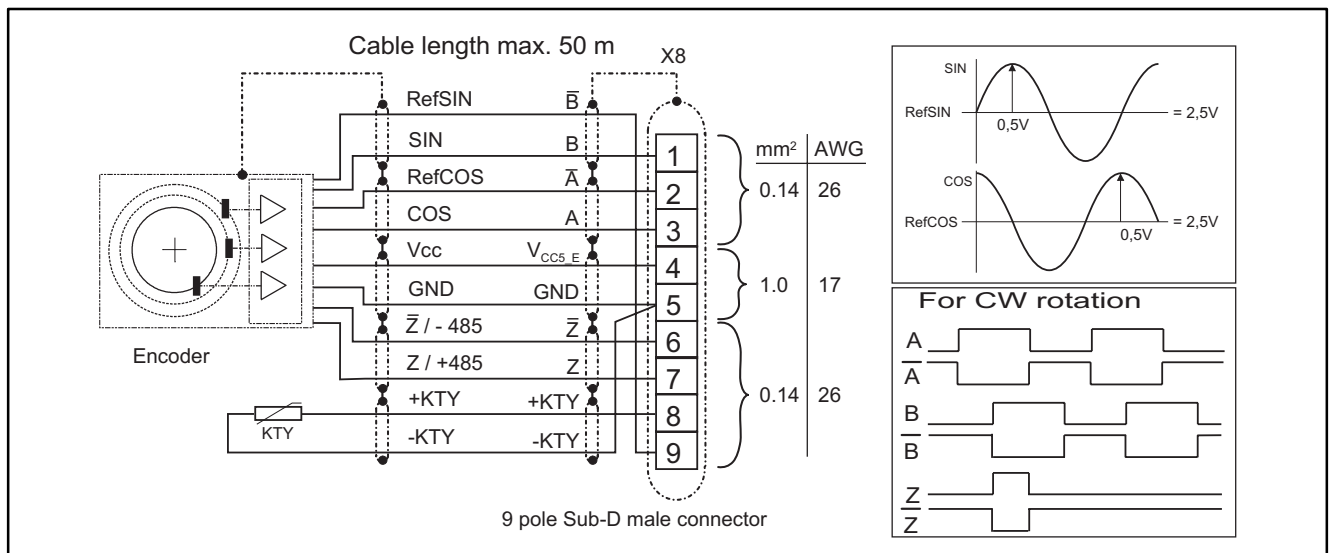 Cable length max. 50 m
X8
RefSIN B̅
SIN B
RefCOS A̅
COS A
Vcc V_CC5_E
GND GND
Z̅ / - 485 Z̅
Z / +485 Z
+KTY +KTY
-KTY -KTY
1
2
3
4
5
6
7
8
9
mm² AWG
0.14 26
1.0 17
0.14 26
Encoder
KTY
9 pole Sub-D male connector
SIN
RefSIN
0,5V
= 2,5V
COS
RefCOS
0,5V
= 2,5V
For CW rotation
A
A̅
B
B̅
Z
Z̅